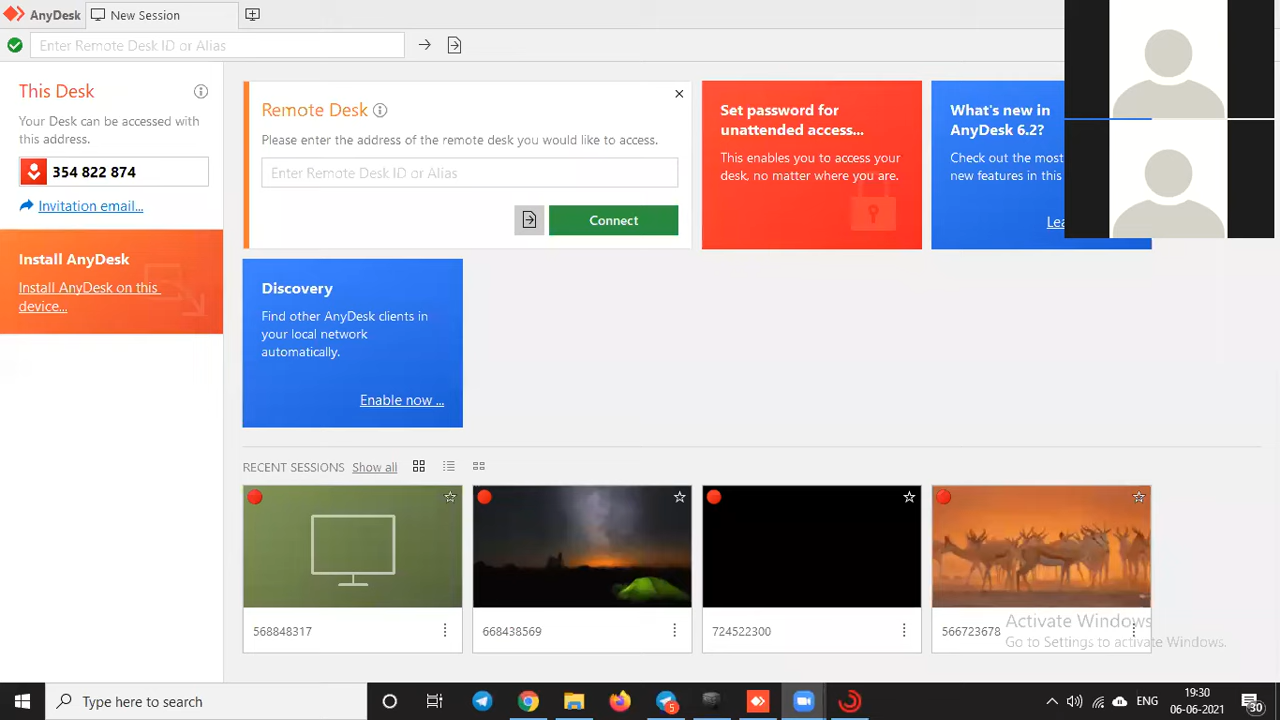 AnyDesk
New Session
Enter Remote Desk ID or Alias
This Desk
Your Desk can be accessed with
this address.
354 822 874
Invitation email...
Install AnyDesk
Install AnyDesk on this
device...
Remote Desk
Please enter the address of the remote desk you would like to access.
Enter Remote Desk ID or Alias
Connect
Set password for
unattended access...
This enables you to access your
desk, no matter where you are.
What's new in
AnyDesk 6.2?
Check out the most
new features in this
Discovery
Find other AnyDesk clients in
your local network
automatically.
Enable now ...
RECENT SESSIONS Show all
568848317
668438569
724522300
566723678
Activate Windows
Go to Settings to activate Windows.
Type here to search
5
ENG
19:30
06-06-2021
30